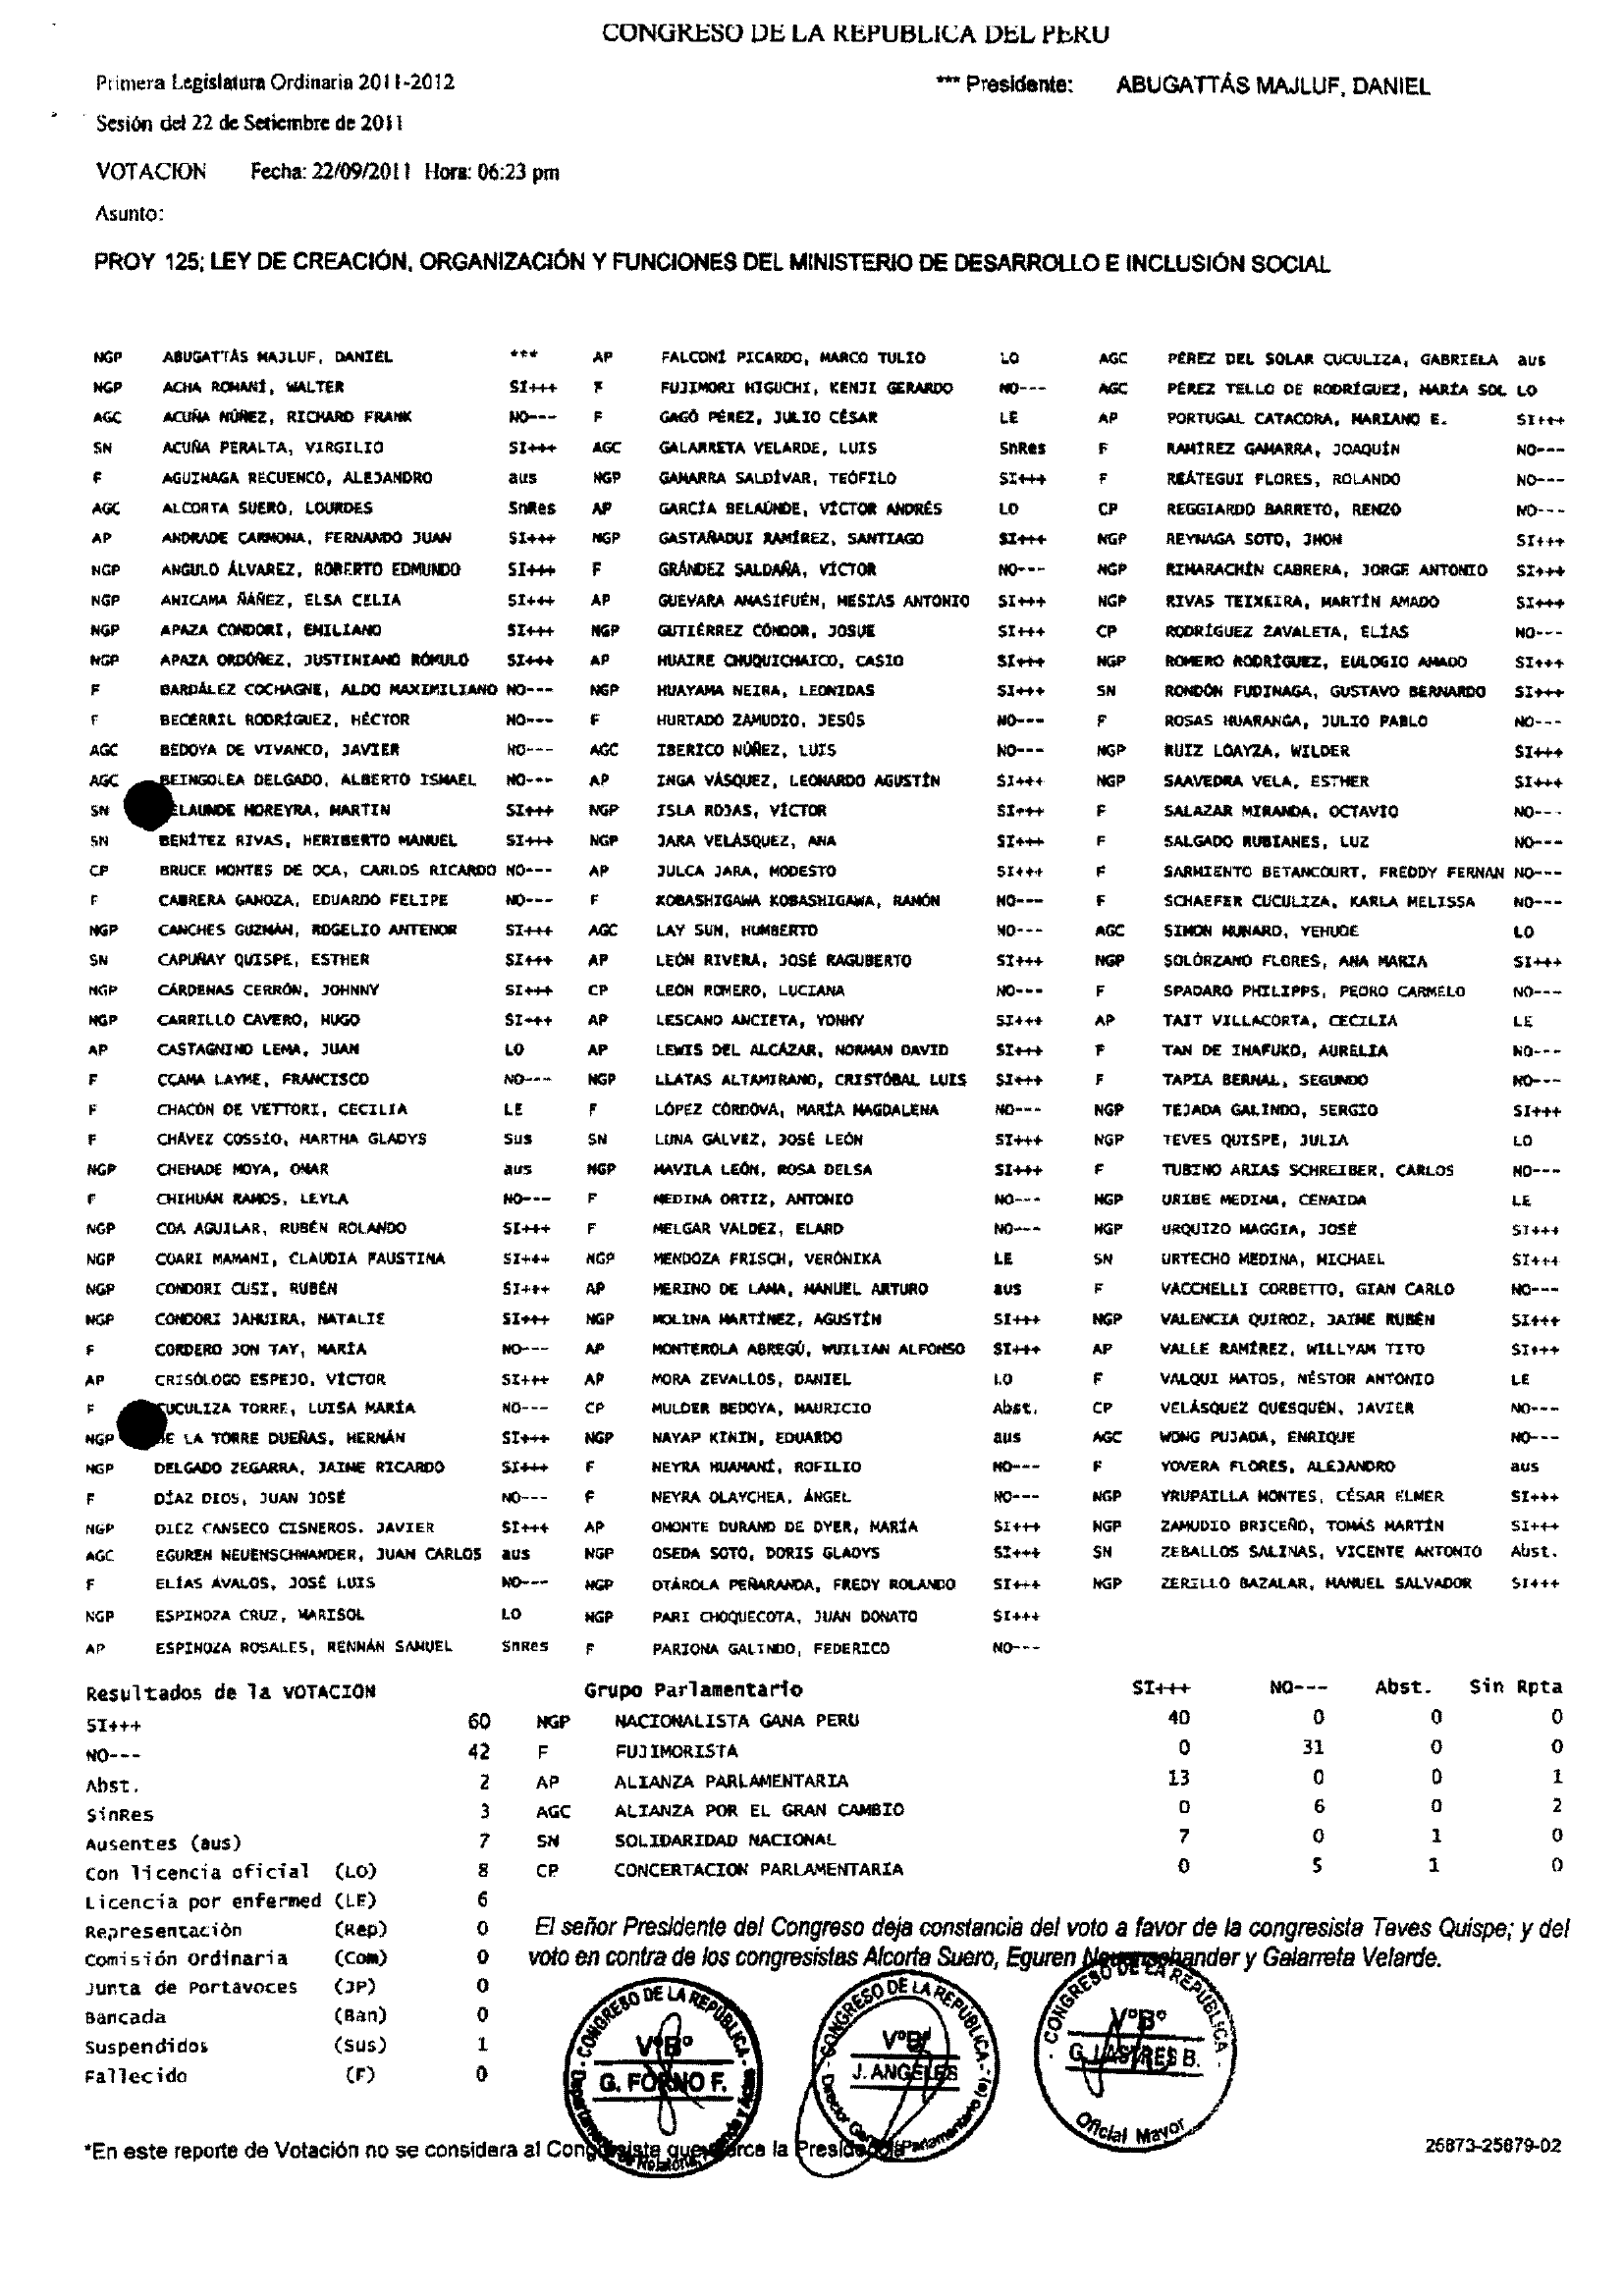 CONGRESO DE LA REPUBLICA DEL PERU
Primera Legislatura Ordinaria 2011-2012 *** Presidente: ABUGATTÁS MAJLUF, DANIEL
Sesión del 22 de Setiembre de 2011
VOTACION Fecha: 22/09/2011 Hora: 06:23 pm
Asunto:
PROY 125; LEY DE CREACIÓN, ORGANIZACIÓN Y FUNCIONES DEL MINISTERIO DE DESARROLLO E INCLUSIÓN SOCIAL
NGP ABUGATTÁS MAJLUF, DANIEL ***
NGP ACHA ROMANÍ, WALTER SI+++
AGC ACUÑA NÚÑEZ, RICHARD FRANK NO---
SN ACUÑA PERALTA, VIRGILIO SI+++
F AGUINAGA RECUENCO, ALEJANDRO aus
AGC ALCORTA SUERO, LOURDES SnRes
AP ANDRADE CARMONA, FERNANDO JUAN SI+++
NGP ANGULO ÁLVAREZ, ROBERTO EDMUNDO SI+++
NGP ANICAMA ÑÁÑEZ, ELSA CELIA SI+++
NGP APAZA CONDORI, EMILIANO SI+++
NGP APAZA ORDÓÑEZ, JUSTINIANO RÓMULO SI+++
F BARDÁLEZ COCHAGNE, ALDO MAXIMILIANO NO---
F BECERRIL RODRÍGUEZ, HÉCTOR NO---
AGC BEDOYA DE VIVANCO, JAVIER NO---
AGC BEINGOLEA DELGADO, ALBERTO ISMAEL NO---
SN ELAUNDE MOREYRA, MARTIN SI+++
SN BENÍTEZ RIVAS, HERIBERTO MANUEL SI+++
CP BRUCE MONTES DE OCA, CARLOS RICARDO NO---
F CABRERA GANOZA, EDUARDO FELIPE NO---
NGP CANCHES GUZMÁN, ROGELIO ANTENOR SI+++
SN CAPUÑAY QUISPE, ESTHER SI+++
NGP CÁRDENAS CERRÓN, JOHNNY SI+++
NGP CARRILLO CAVERO, HUGO SI+++
AP CASTAGNINO LEMA, JUAN LO
F CCAMA LAYME, FRANCISCO NO---
F CHACÓN DE VETTORI, CECILIA LE
F CHÁVEZ COSSÍO, MARTHA GLADYS Sus
NGP CHEHADE MOYA, OMAR aus
F CHIHUÁN RAMOS, LEYLA NO---
NGP COA AGUILAR, RUBÉN ROLANDO SI+++
NGP COARI MAMANI, CLAUDIA FAUSTINA SI+++
NGP CONDORI CUSI, RUBÉN SI+++
NGP CONDORI JAHUIRA, NATALIE SI+++
F CORDERO JON TAY, MARÍA NO---
AP CRISÓLOGO ESPEJO, VÍCTOR SI+++
F CUCULIZA TORRE, LUISA MARÍA NO---
NGP DE LA TORRE DUEÑAS, HERNÁN SI+++
NGP DELGADO ZEGARRA, JAIME RICARDO SI+++
F DÍAZ DIOS, JUAN JOSÉ NO---
NGP DIEZ CANSECO CISNEROS, JAVIER SI+++
AGC EGUREN NEUENSCHWANDER, JUAN CARLOS aus
F ELÍAS ÁVALOS, JOSÉ LUIS NO---
NGP ESPINOZA CRUZ, MARISOL LO
AP ESPINOZA ROSALES, RENNÁN SAMUEL SnRes
AP FALCONÍ PICARDO, MARCO TULIO LO
F FUJIMORI HIGUCHI, KENJI GERARDO NO---
F GAGÓ PÉREZ, JULIO CÉSAR LE
AGC GALARRETA VELARDE, LUIS SnRes
NGP GAMARRA SALDÍVAR, TEÓFILO SI+++
AP GARCÍA BELAÚNDE, VÍCTOR ANDRÉS LO
NGP GASTAÑADUI RAMÍREZ, SANTIAGO SI+++
F GRÁNDEZ SALDAÑA, VÍCTOR NO---
AP GUEVARA AMASIFUÉN, MESIAS ANTONIO SI+++
NGP GUTIÉRREZ CÓNDOR, JOSUE SI+++
AP HUAIRE CHUQUICHAICO, CASIO SI+++
NGP HUAYAMA NEIRA, LEONIDAS SI+++
F HURTADO ZAMUDIO, JESÚS NO---
AGC IBERICO NÚÑEZ, LUIS NO---
AP INGA VÁSQUEZ, LEONARDO AGUSTÍN SI+++
NGP ISLA ROJAS, VÍCTOR SI+++
NGP JARA VELÁSQUEZ, ANA SI+++
AP JULCA JARA, MODESTO SI+++
F KOBASHIGAWA KOBASHIGAWA, RAMÓN NO---
AGC LAY SUN, HUMBERTO NO---
AP LEÓN RIVERA, JOSÉ RAGUBERTO SI+++
CP LEÓN ROMERO, LUCIANA NO---
AP LESCANO ANCIETA, YONHY SI+++
AP LEWIS DEL ALCÁZAR, NORMAN DAVID SI+++
NGP LLATAS ALTAMIRANO, CRISTÓBAL LUIS SI+++
F LÓPEZ CÓRDOVA, MARÍA MAGDALENA NO---
SN LUNA GÁLVEZ, JOSÉ LEÓN SI+++
NGP MAVILA LEÓN, ROSA DELSA SI+++
F MEDINA ORTIZ, ANTONIO NO---
F MELGAR VALDEZ, ELARD NO---
NGP MENDOZA FRISCH, VERÓNIKA LE
AP MERINO DE LAMA, MANUEL ARTURO aus
NGP MOLINA MARTÍNEZ, AGUSTÍN SI+++
AP MONTEROLA ABREGÚ, WUILIAN ALFONSO SI+++
AP MORA ZEVALLOS, DANIEL LO
CP MULDER BEDOYA, MAURICIO Abst.
NGP NAYAP KININ, EDUARDO aus
F NEYRA HUAMANÍ, ROFILIO NO---
F NEYRA OLAYCHEA, ÁNGEL NO---
AP OMONTE DURAND DE DYER, MARÍA SI+++
NGP OSEDA SOTO, DORIS GLADYS SI+++
NGP OTÁROLA PEÑARANDA, FREDY ROLANDO SI+++
NGP PARI CHOQUECOTA, JUAN DONATO SI+++
F PARIONA GALINDO, FEDERICO NO---
AGC PÉREZ DEL SOLAR CUCULIZA, GABRIELA aus
AGC PÉREZ TELLO DE RODRÍGUEZ, MARÍA SOL LO
AP PORTUGAL CATACORA, MARIANO E. SI+++
F RAMÍREZ GAMARRA, JOAQUÍN NO---
F REÁTEGUI FLORES, ROLANDO NO---
CP REGGIARDO BARRETO, RENZO NO---
NGP REYNAGA SOTO, JHON SI+++
NGP RIMARACHÍN CABRERA, JORGE ANTONIO SI+++
NGP RIVAS TEIXEIRA, MARTÍN AMADO SI+++
CP RODRÍGUEZ ZAVALETA, ELÍAS NO---
NGP ROMERO RODRÍGUEZ, EULOGIO AMADO SI+++
SN RONDÓN FUDINAGA, GUSTAVO BERNARDO SI+++
F ROSAS HUARANGA, JULIO PABLO NO---
NGP RUIZ LOAYZA, WILDER SI+++
NGP SAAVEDRA VELA, ESTHER SI+++
F SALAZAR MIRANDA, OCTAVIO NO---
F SALGADO RUBIANES, LUZ NO---
F SARMIENTO BETANCOURT, FREDDY FERNAN NO---
F SCHAEFER CUCULIZA, KARLA MELISSA NO---
AGC SIMON MUNARD, YEHUDE LO
NGP SOLÓRZANO FLORES, ANA MARIA SI+++
F SPADARO PHILIPPS, PEDRO CARMELO NO---
AP TAIT VILLACORTA, CECILIA LE
F TAN DE INAFUKO, AURELIA NO---
F TAPIA BERNAL, SEGUNDO NO---
NGP TEJADA GALINDO, SERGIO SI+++
NGP TEVES QUISPE, JULIA LO
F TUBINO ARIAS SCHREIBER, CARLOS NO---
NGP URIBE MEDINA, CENAIDA LE
NGP URQUIZO MAGGIA, JOSÉ SI+++
SN URTECHO MEDINA, MICHAEL SI+++
F VACCHELLI CORBETTO, GIAN CARLO NO---
NGP VALENCIA QUIROZ, JAIME RUBÉN SI+++
AP VALLE RAMÍREZ, WILLYAM TITO SI+++
F VALQUI MATOS, NÉSTOR ANTONIO LE
CP VELÁSQUEZ QUESQUÉN, JAVIER NO---
AGC WONG PUJADA, ENRIQUE NO---
F YOVERA FLORES, ALEJANDRO aus
NGP YRUPAILLA MONTES, CÉSAR ELMER SI+++
NGP ZAMUDIO BRICEÑO, TOMÁS MARTÍN SI+++
SN ZEBALLOS SALINAS, VICENTE ANTONIO Abst.
NGP ZERILLO BAZALAR, MANUEL SALVADOR SI+++
Resultados de la VOTACION
SI+++ 60
NO--- 42
Abst. 2
SinRes 3
Ausentes (aus) 7
Con licencia oficial (LO) 8
Licencia por enfermed (LE) 6
Representación (Rep) 0
Comisión Ordinaria (Com) 0
Junta de Portavoces (JP) 0
Bancada (Ban) 0
Suspendidos (Sus) 1
Fallecido (F) 0
Grupo Parlamentario SI+++ NO--- Abst. Sin Rpta
NGP NACIONALISTA GANA PERU 40 0 0 0
F FUJIMORISTA 0 31 0 0
AP ALIANZA PARLAMENTARIA 13 0 0 1
AGC ALIANZA POR EL GRAN CAMBIO 0 6 0 2
SN SOLIDARIDAD NACIONAL 7 0 1 0
CP CONCERTACION PARLAMENTARIA 0 5 1 0
El señor Presidente del Congreso deja constancia del voto a favor de la congresista Teves Quispe; y del
voto en contra de los congresistas Alcorta Suero, Eguren Neuenschander y Galarreta Velarde.
CONGRESO DE LA REPUBLICA
V°B°
G. FORNO F.
CONGRESO DE LA REPUBLICA
V°B°
J. ANGELES
CONGRESO DE LA REPUBLICA
V°B°
G. LASTRES B.
Oficial Mayor
*En este reporte de Votación no se considera al Congresista que ejerce la Presidencia
25873-25879-02